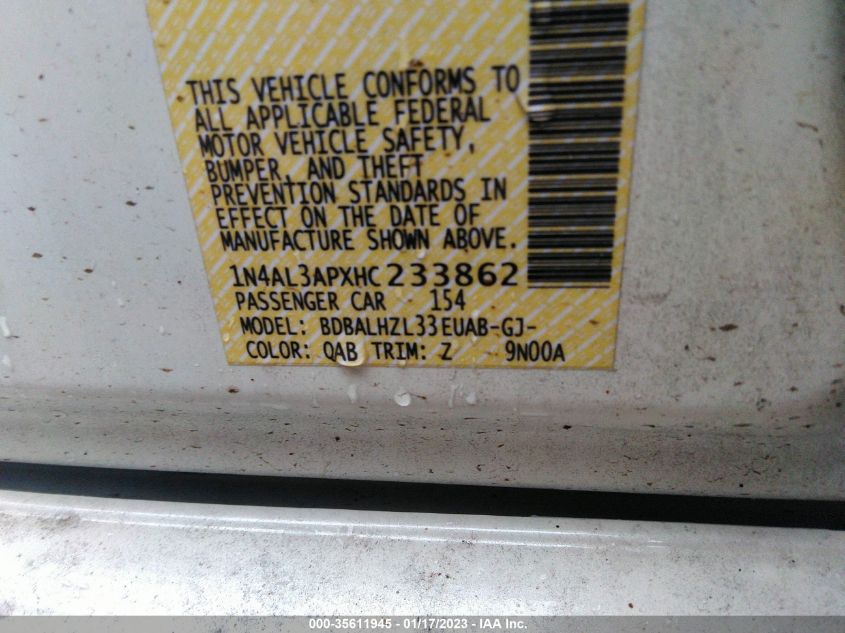 THIS VEHICLE CONFORMS TO
ALL APPLICABLE FEDERAL
MOTOR VEHICLE SAFETY,
BUMPER, AND THEFT
PREVENTION STANDARDS IN
EFFECT ON THE DATE OF
MANUFACTURE SHOWN ABOVE.
1N4AL3APXHC233862
PASSENGER CAR 154
MODEL: BDBALHZL33EUAB-GJ-
COLOR: QAB TRIM: Z 9N00A
000-35611945 - 01/17/2023 - © IAA Inc.